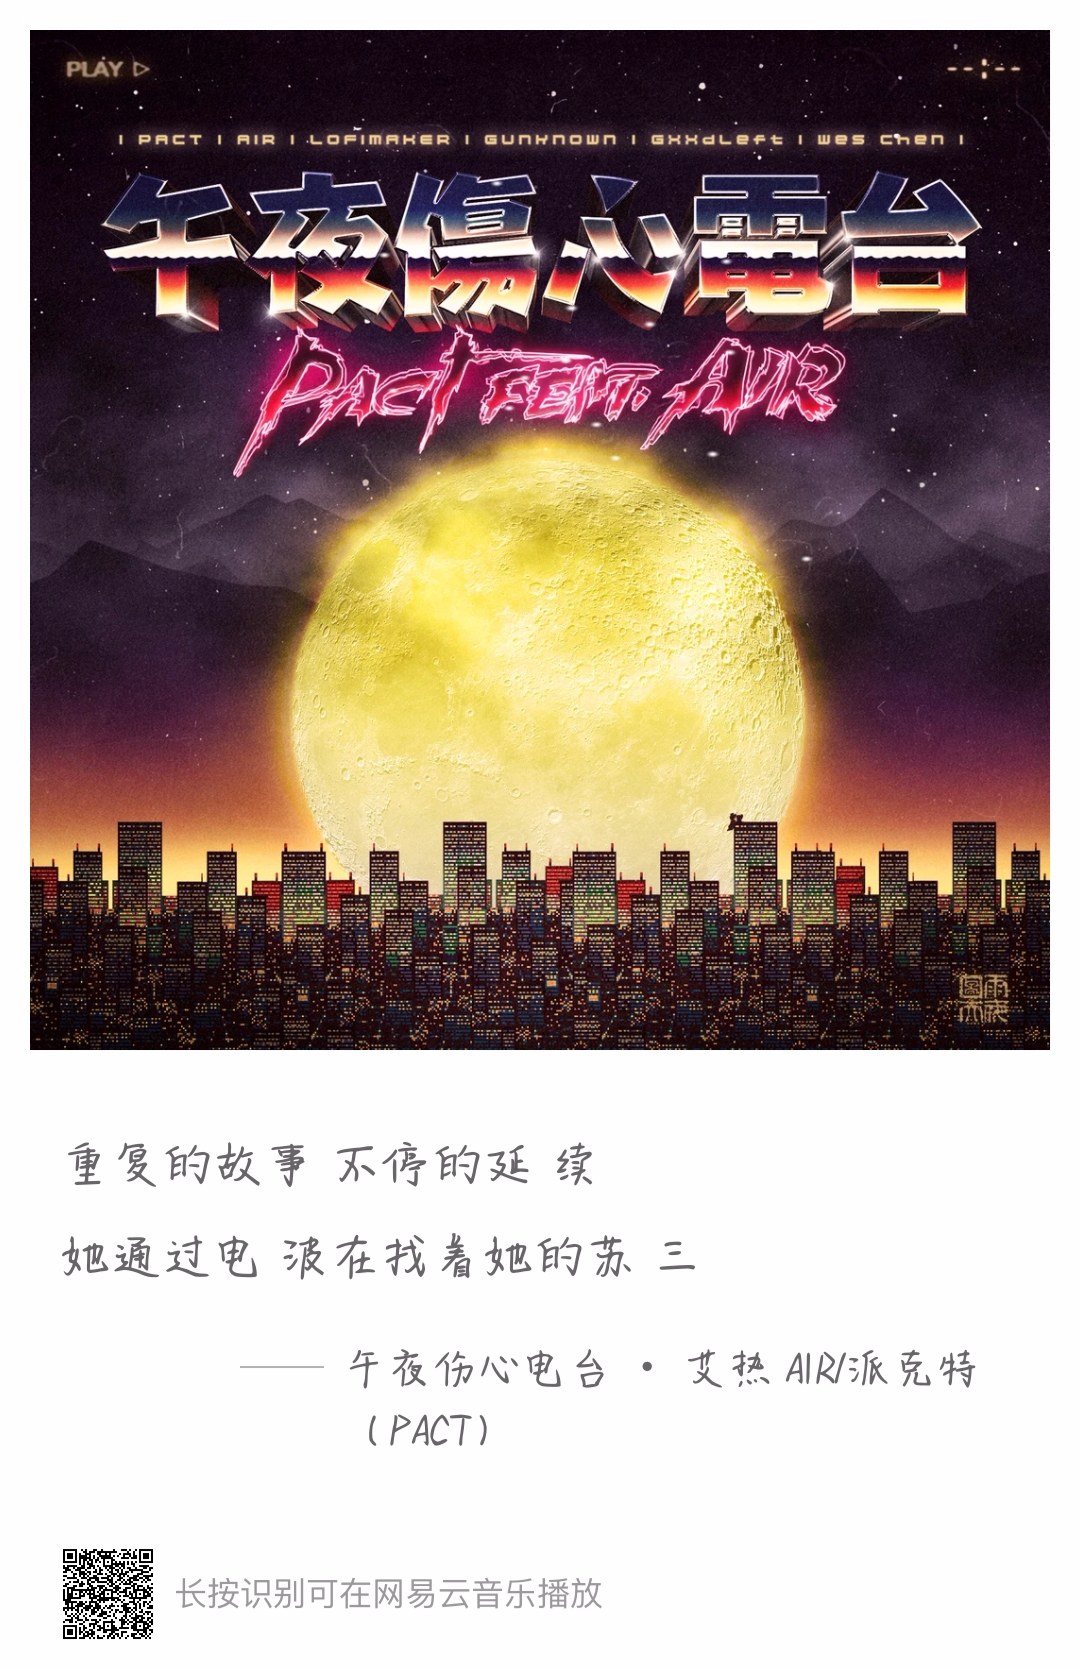 PLAY
--:--
| PACT | AIR | LOFIMAKER | GUNKNOWN | GXXDLEFT | WES CHEN |
午夜傷心電台
PACT FEAT. AIR
重复的故事 不停的延 续
她通过电 波在找着她的苏 三
—— 午夜伤心电台 · 艾热 AIR/派克特
(PACT)
长按识别可在网易云音乐播放